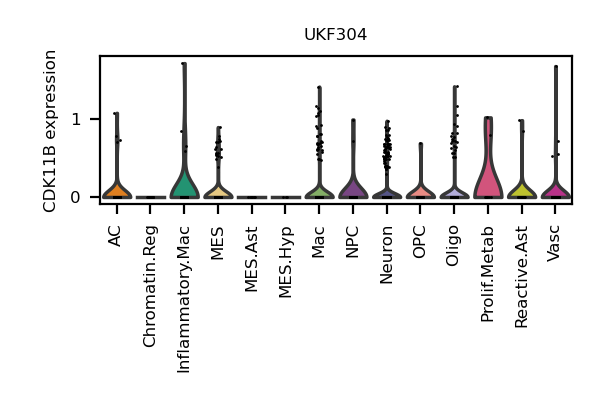 UKF304
CDK11B expression
1
0
AC
Chromatin.Reg
Inflammatory.Mac
MES
MES.Ast
MES.Hyp
Mac
NPC
Neuron
OPC
Oligo
Prolif.Metab
Reactive.Ast
Vasc